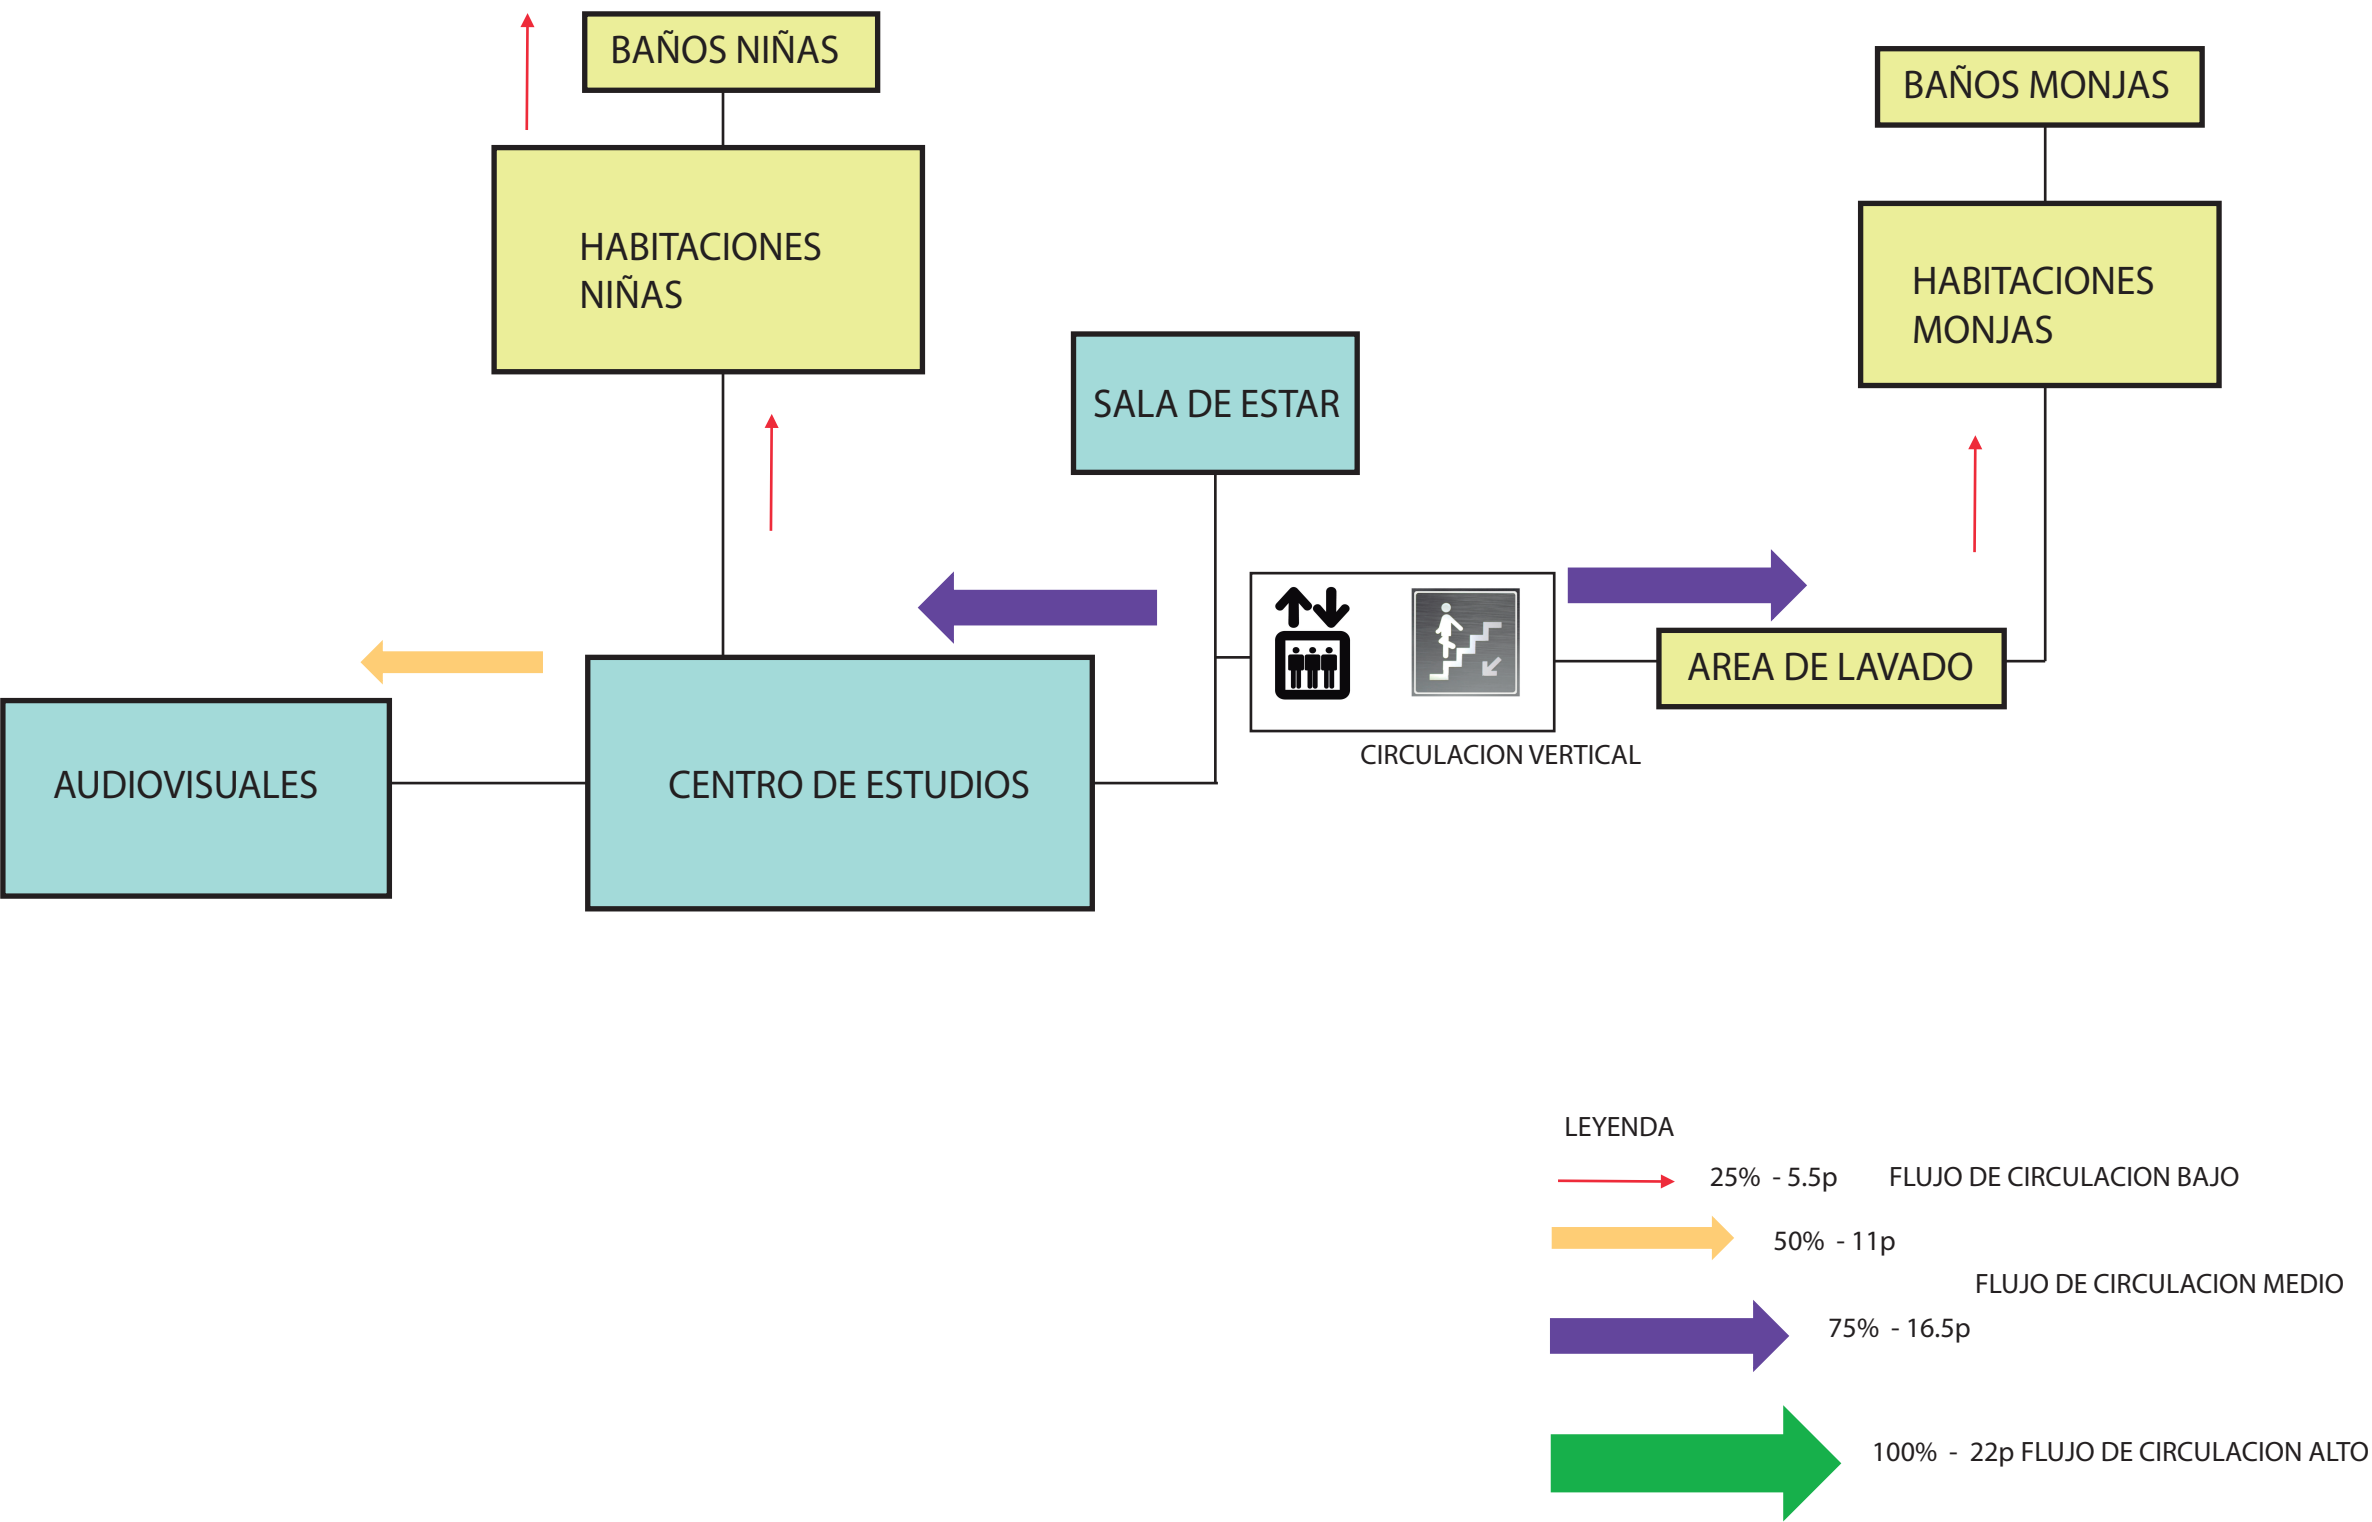 BAÑOS NIÑAS
BAÑOS MONJAS
HABITACIONES
NIÑAS
HABITACIONES
MONJAS
SALA DE ESTAR
AREA DE LAVADO
CIRCULACION VERTICAL
AUDIOVISUALES
CENTRO DE ESTUDIOS
LEYENDA
25% - 5.5p FLUJO DE CIRCULACION BAJO
50% - 11p
FLUJO DE CIRCULACION MEDIO
75% - 16.5p
100% - 22p FLUJO DE CIRCULACION ALTO